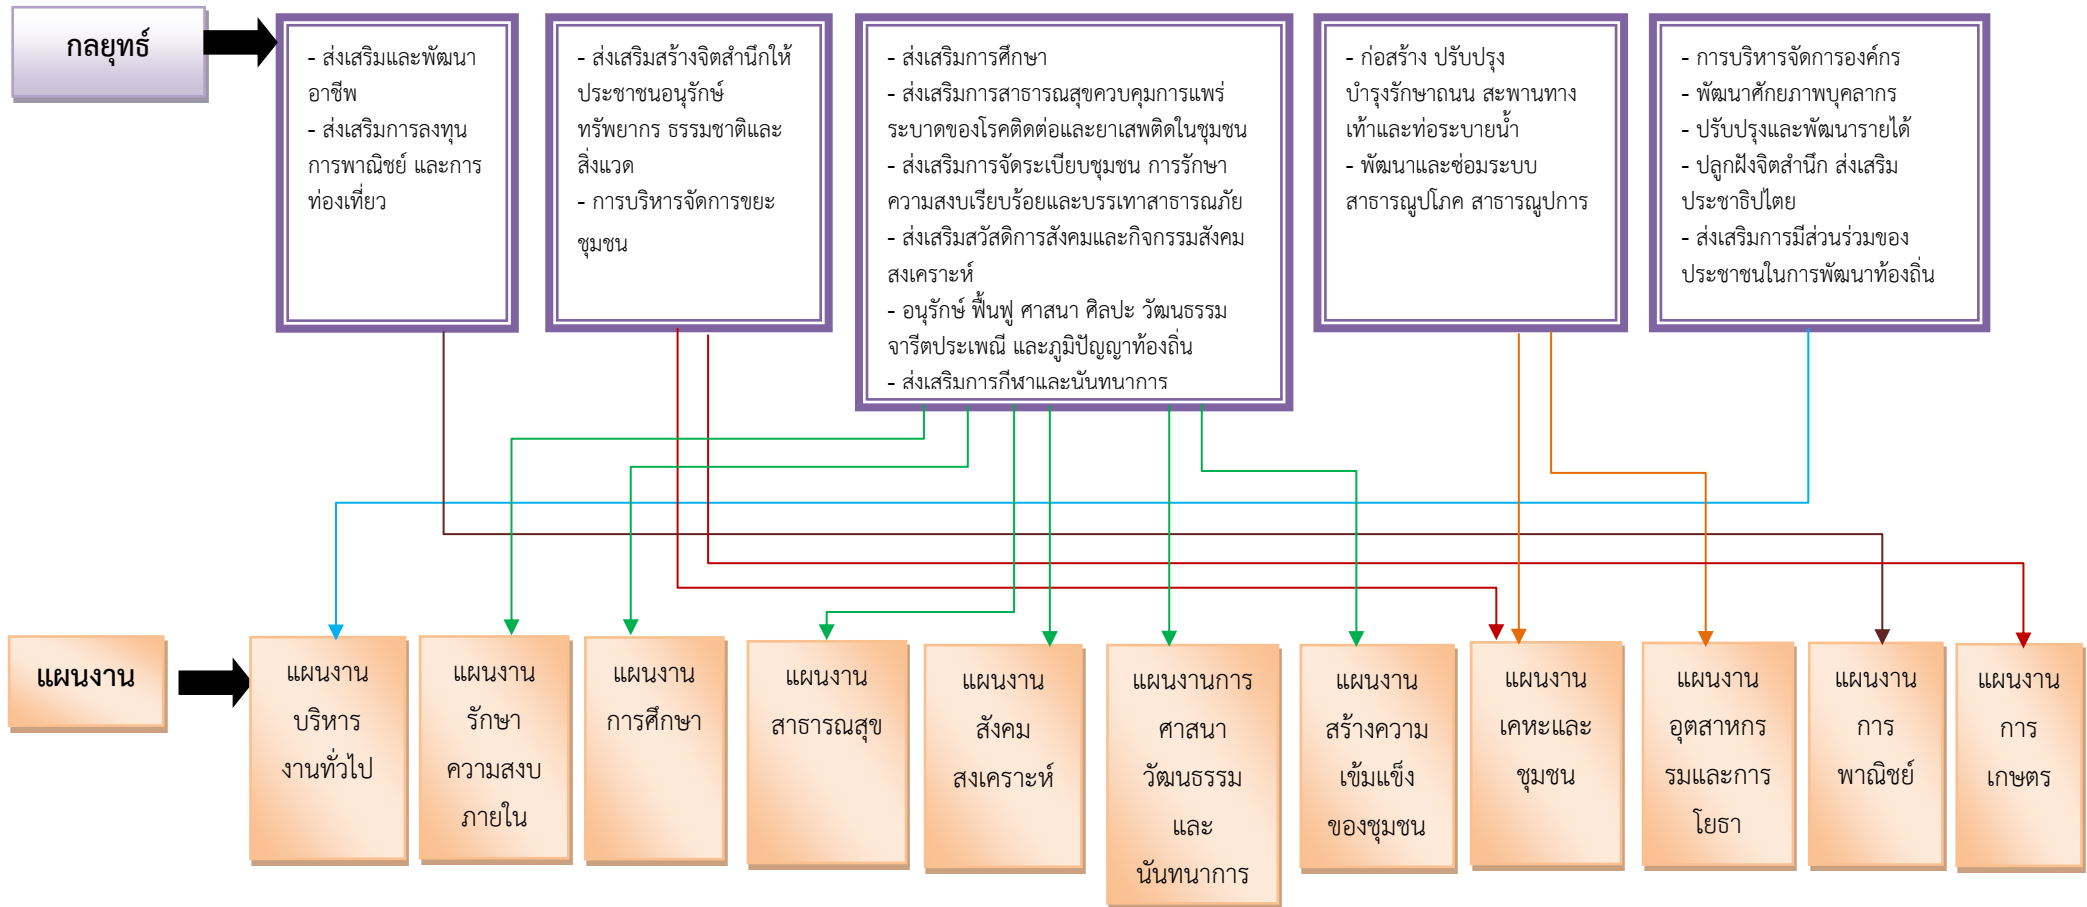 กลยุทธ์
- ส่งเสริมและพัฒนา
อาชีพ
- ส่งเสริมการลงทุน
การพาณิชย์ และการ
ท่องเที่ยว
- ส่งเสริมสร้างจิตสำนึกให้
ประชาชนอนุรักษ์
ทรัพยากร ธรรมชาติและ
สิ่งแวด
- การบริหารจัดการขยะ
ชุมชน
- ส่งเสริมการศึกษา
- ส่งเสริมการสาธารณสุขควบคุมการแพร่
ระบาดของโรคติดต่อและยาเสพติดในชุมชน
- ส่งเสริมการจัดระเบียบชุมชน การรักษา
ความสงบเรียบร้อยและบรรเทาสาธารณภัย
- ส่งเสริมสวัสดิการสังคมและกิจกรรมสังคม
สงเคราะห์
- อนุรักษ์ ฟื้นฟู ศาสนา ศิลปะ วัฒนธรรม
จารีตประเพณี และภูมิปัญญาท้องถิ่น
- ส่งเสริมการกีฬาและนันทนาการ
- ก่อสร้าง ปรับปรุง
บำรุงรักษาถนน สะพานทาง
เท้าและท่อระบายน้ำ
- พัฒนาและซ่อมระบบ
สาธารณูปโภค สาธารณูปการ
- การบริหารจัดการองค์กร
- พัฒนาศักยภาพบุคลากร
- ปรับปรุงและพัฒนารายได้
- ปลูกฝังจิตสำนึก ส่งเสริม
ประชาธิปไตย
- ส่งเสริมการมีส่วนร่วมของ
ประชาชนในการพัฒนาท้องถิ่น
แผนงาน
แผนงาน
บริหาร
งานทั่วไป
แผนงาน
รักษา
ความสงบ
ภายใน
แผนงาน
การศึกษา
แผนงาน
สาธารณสุข
แผนงาน
สังคม
สงเคราะห์
แผนงานการ
ศาสนา
วัฒนธรรม
และ
นันทนาการ
แผนงาน
สร้างความ
เข้มแข็ง
ของชุมชน
แผนงาน
เคหะและ
ชุมชน
แผนงาน
อุตสาหกร
รมและการ
โยธา
แผนงาน
การ
พาณิชย์
แผนงาน
การ
เกษตร